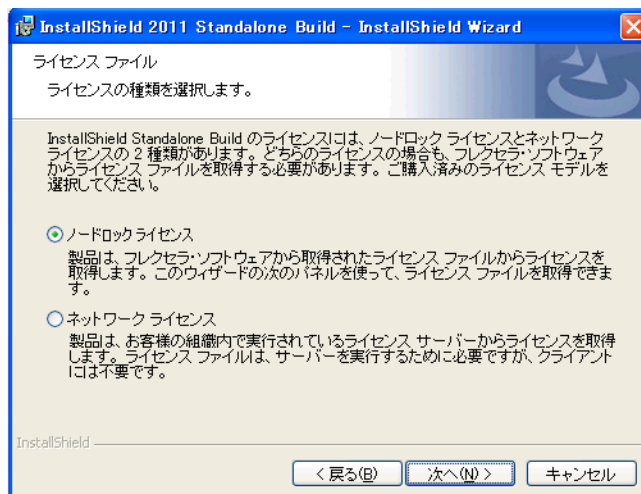 InstallShield 2011 Standalone Build - InstallShield Wizard
ライセンス ファイル
ライセンスの種類を選択します。
InstallShield Standalone Build のライセンスには、ノードロック ライセンスとネットワーク
ライセンスの 2 種類があります。どちらのライセンスの場合も、フレクセラ・ソフトウェア
からライセンス ファイルを取得する必要があります。ご購入済みのライセンス モデルを
選択してください。
ノードロック ライセンス
製品は、フレクセラ・ソフトウェアから取得されたライセンス ファイルからライセンスを
取得します。このウィザードの次のパネルを使って、ライセンス ファイルを取得できま
す。
ネットワーク ライセンス
製品は、お客様の組織内で実行されているライセンス サーバーからライセンスを取得
します。ライセンス ファイルは、サーバーを実行するために必要ですが、クライアント
には不要です。
InstallShield
< 戻る(B)
次へ(N) >
キャンセル